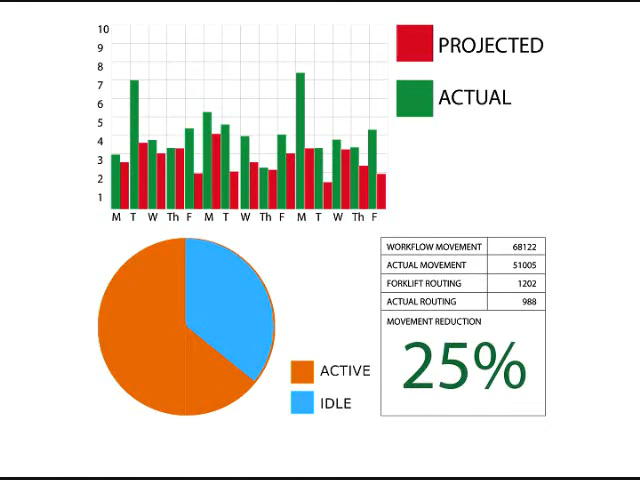 10
9
8
7
6
5
4
3
2
1
M T W Th F M T W Th F M T W Th F
PROJECTED
ACTUAL
ACTIVE
IDLE
WORKFLOW MOVEMENT 68122
ACTUAL MOVEMENT 51005
FORKLIFT ROUTING 1202
ACTUAL ROUTING 988
MOVEMENT REDUCTION
25%